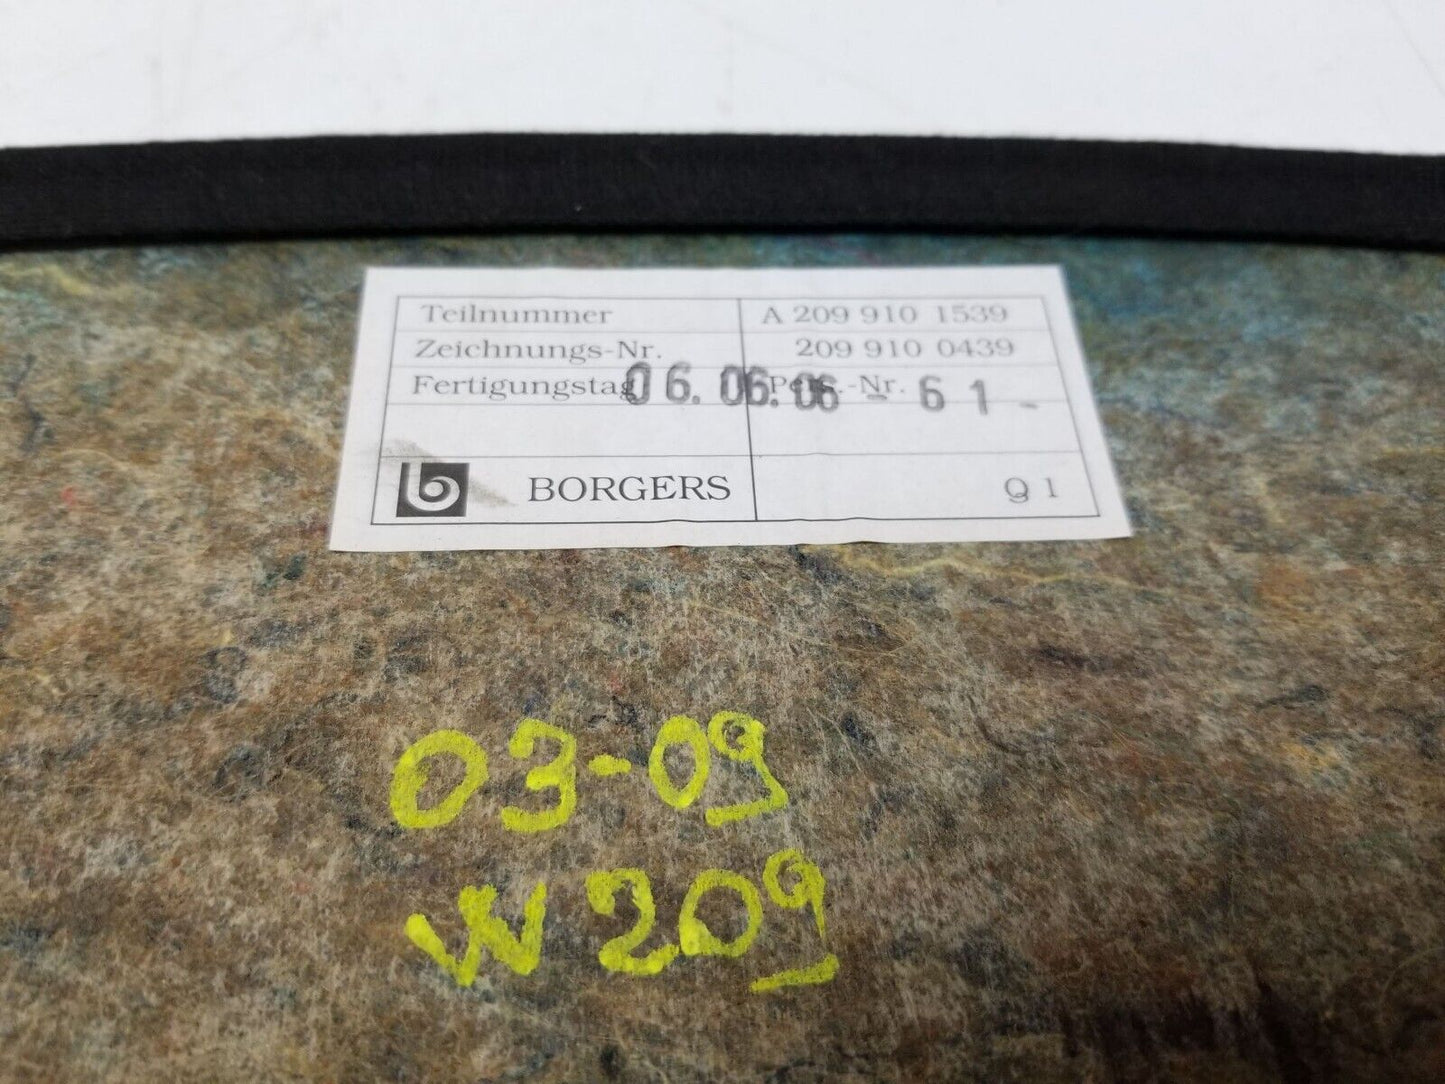 Teilnummer A 209 910 1539
Zeichnungs-Nr. 209 910 0439
Fertigungstag 06.06.06 Pers.-Nr. - 61 -
b BORGERS Q 1
03-09
W209